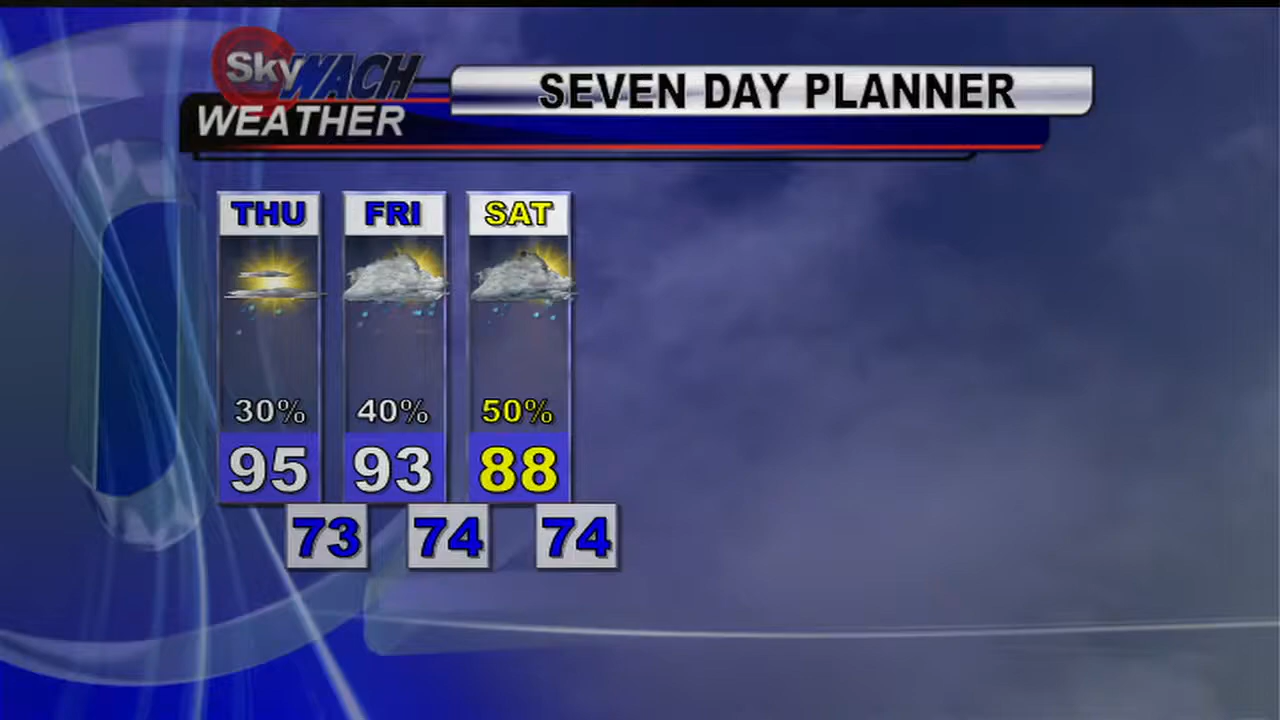 SkyWACH
WEATHER
SEVEN DAY PLANNER
THU FRI SAT
30% 40% 50%
95 93 88
73 74 74